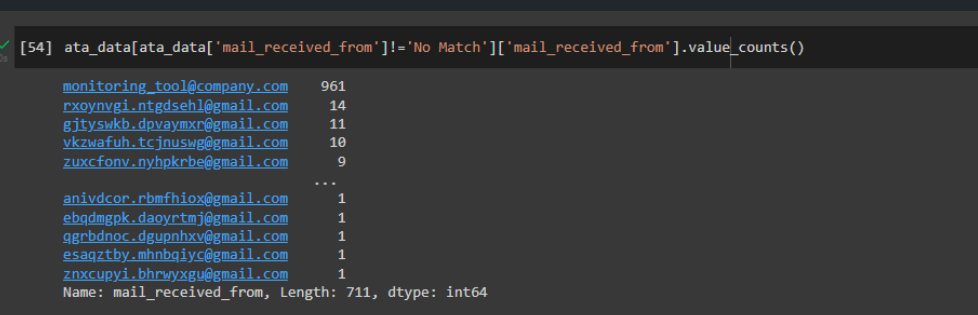 [54] ata_data[ata_data['mail_received_from']!='No Match']['mail_received_from'].value_counts()
monitoring_tool@company.com 961
rxoynvgi.ntgdsehl@gmail.com 14
gjtyswkb.dpvaymxr@gmail.com 11
vkzwafuh.tcjnuswg@gmail.com 10
zuxcfonv.nyhpkrbe@gmail.com 9
...
anivdcor.rbmfhiox@gmail.com 1
ebqdmgpk.daoyrtmj@gmail.com 1
qgrbdnoc.dgupnhxv@gmail.com 1
esaqztby.mhnbqiyc@gmail.com 1
znxcupyi.bhrwyxgu@gmail.com 1
Name: mail_received_from, Length: 711, dtype: int64